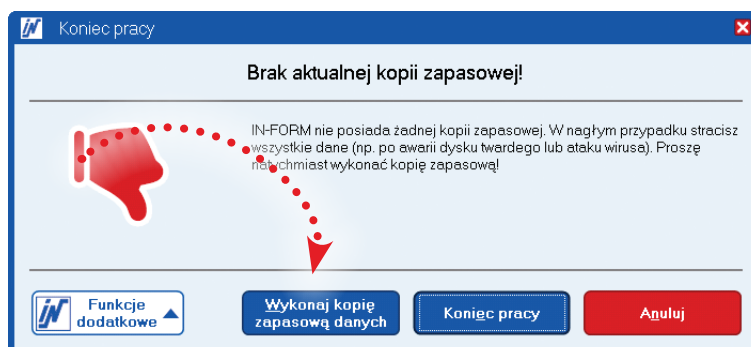 Koniec pracy
Brak aktualnej kopii zapasowej!
IN-FORM nie posiada żadnej kopii zapasowej. W nagłym przypadku stracisz
wszystkie dane (np. po awarii dysku twardego lub ataku wirusa). Proszę
natychmiast wykonać kopię zapasową!
Funkcje
dodatkowe
Wykonaj kopię
zapasową danych
Koniec pracy
Anuluj